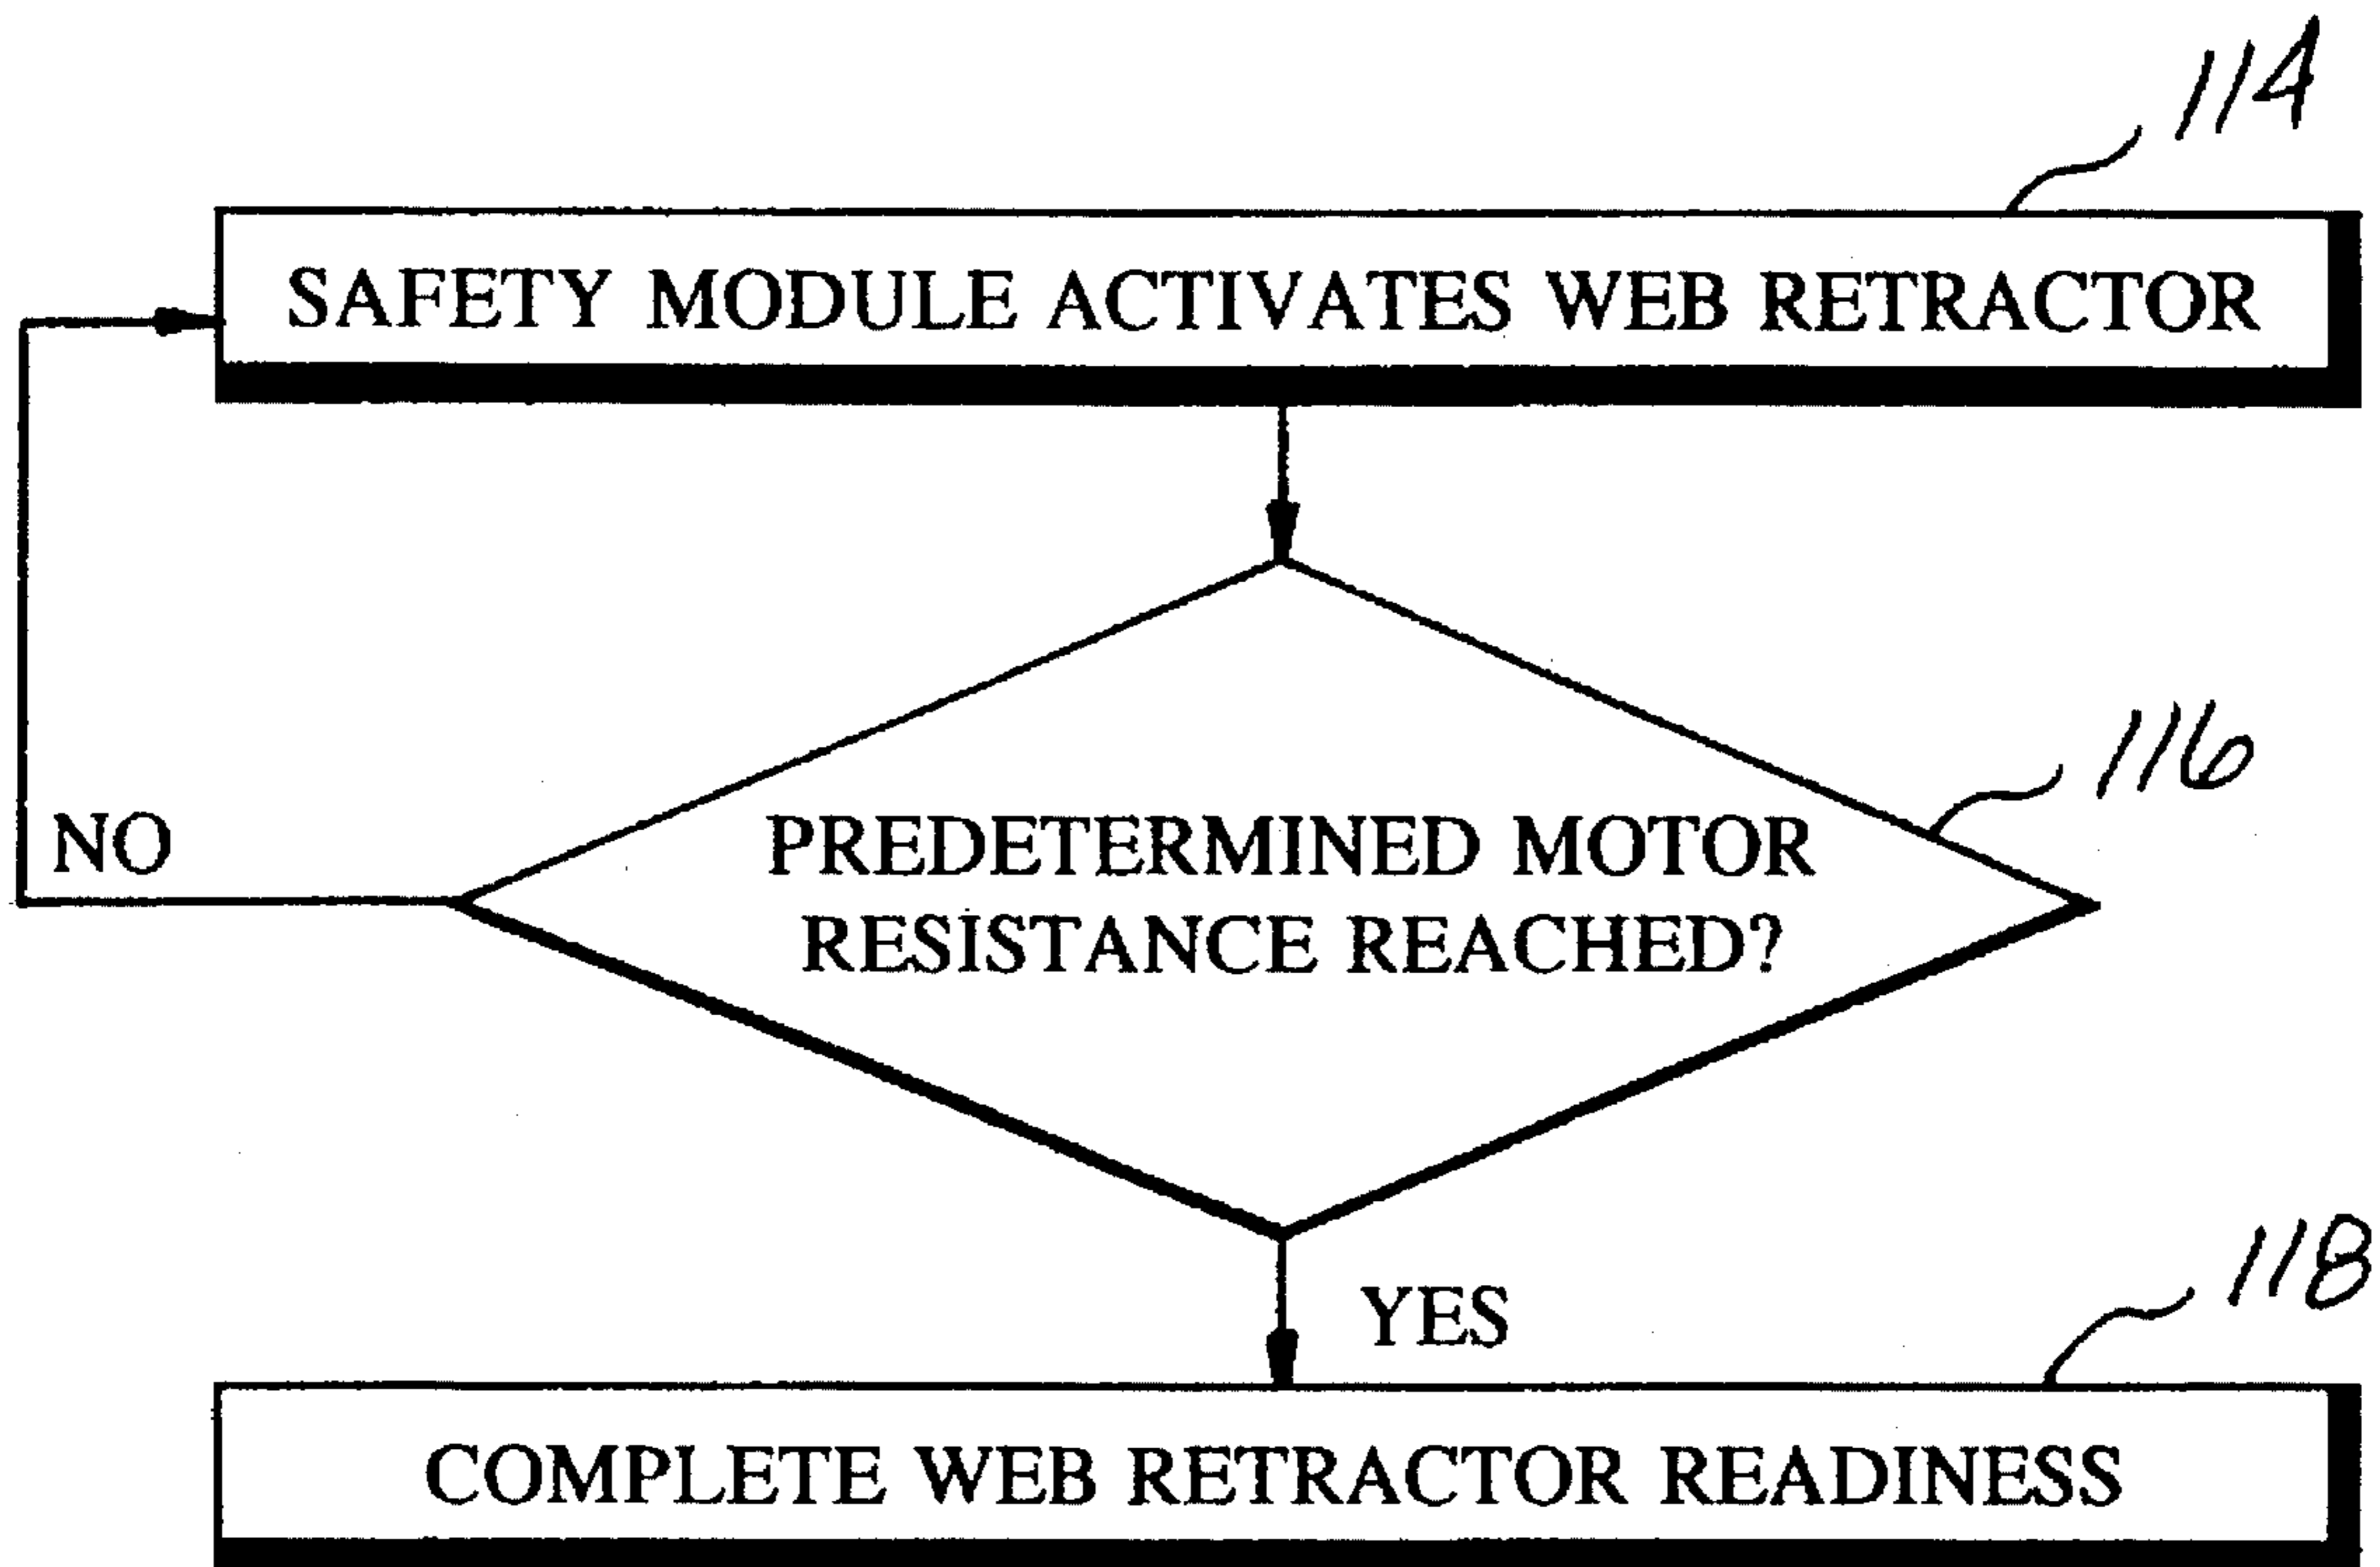 114
SAFETY MODULE ACTIVATES WEB RETRACTOR
116
NO
PREDETERMINED MOTOR
RESISTANCE REACHED?
118
YES
COMPLETE WEB RETRACTOR READINESS